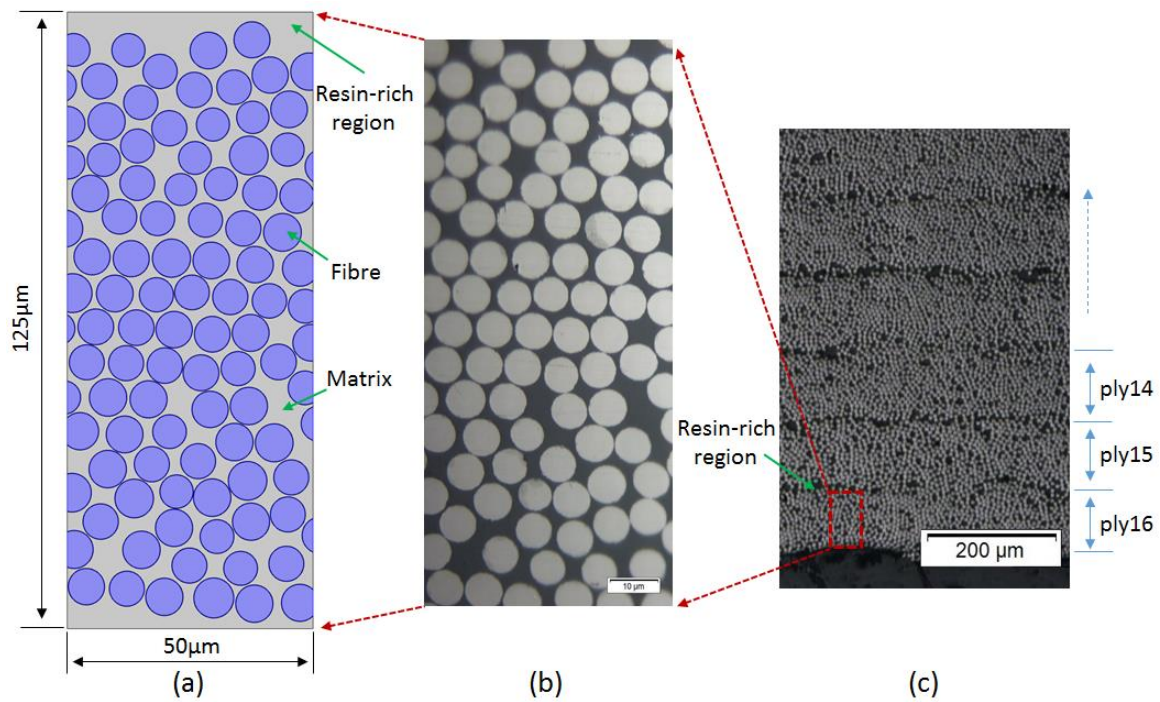 Resin-rich
region
Fibre
Matrix
125µm
50µm
(a)
10 µm
(b)
Resin-rich
region
ply14
ply15
ply16
200 µm
(c)